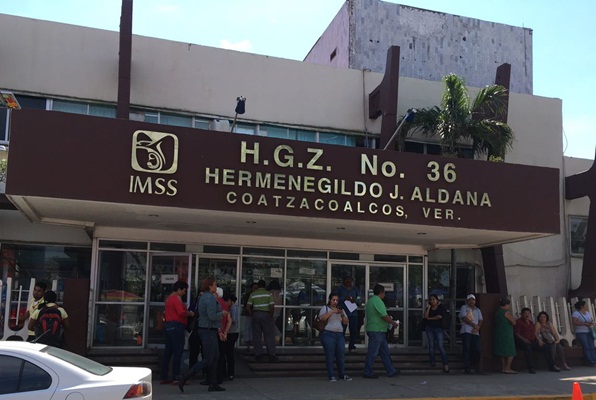 H.G.Z. No. 36
IMSS
HERMENEGILDO J. ALDANA
COATZACOALCOS, VER.